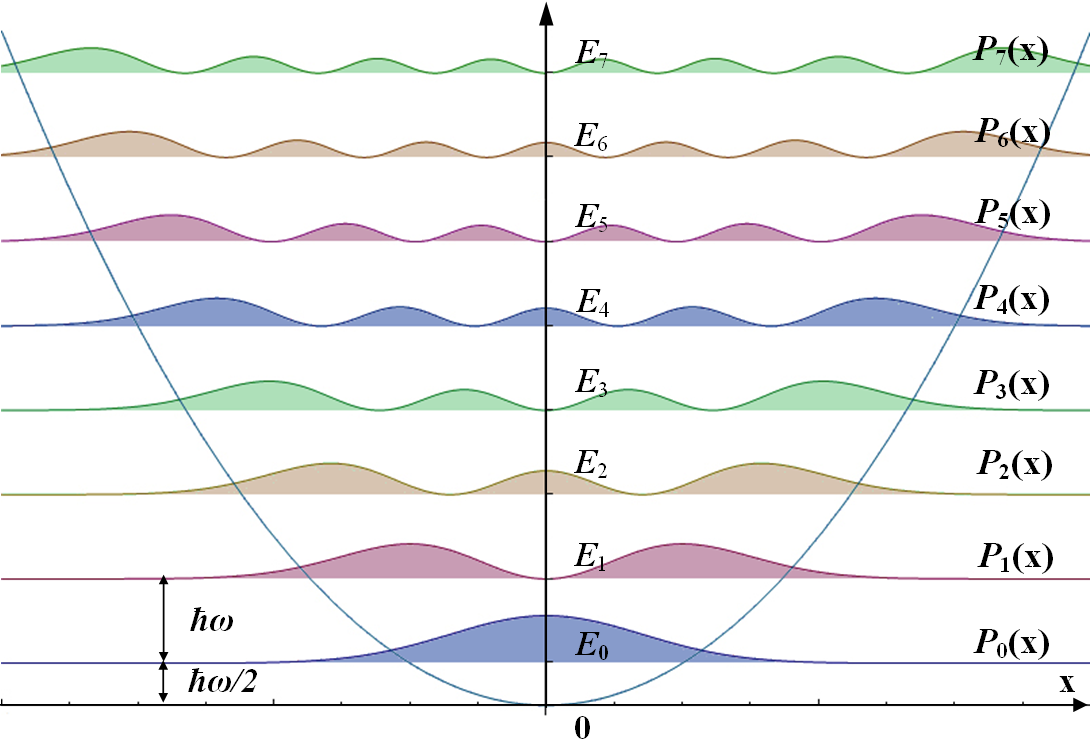 E₇ P₇(x)
E₆ P₆(x)
E₅ P₅(x)
E₄ P₄(x)
E₃ P₃(x)
E₂ P₂(x)
E₁ P₁(x)
ħω
E₀ P₀(x)
ħω/2
x
0